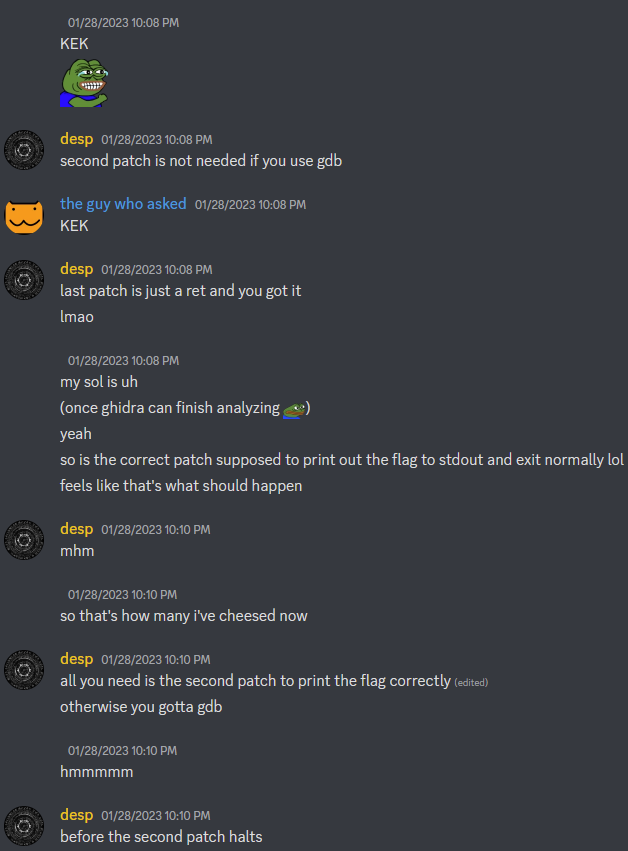 01/28/2023 10:08 PM
KEK
desp 01/28/2023 10:08 PM
second patch is not needed if you use gdb
the guy who asked 01/28/2023 10:08 PM
KEK
desp 01/28/2023 10:08 PM
last patch is just a ret and you got it
lmao
01/28/2023 10:08 PM
my sol is uh
(once ghidra can finish analyzing )
yeah
so is the correct patch supposed to print out the flag to stdout and exit normally lol
feels like that's what should happen
desp 01/28/2023 10:10 PM
mhm
01/28/2023 10:10 PM
so that's how many i've cheesed now
desp 01/28/2023 10:10 PM
all you need is the second patch to print the flag correctly (edited)
otherwise you gotta gdb
01/28/2023 10:10 PM
hmmmmm
desp 01/28/2023 10:10 PM
before the second patch halts